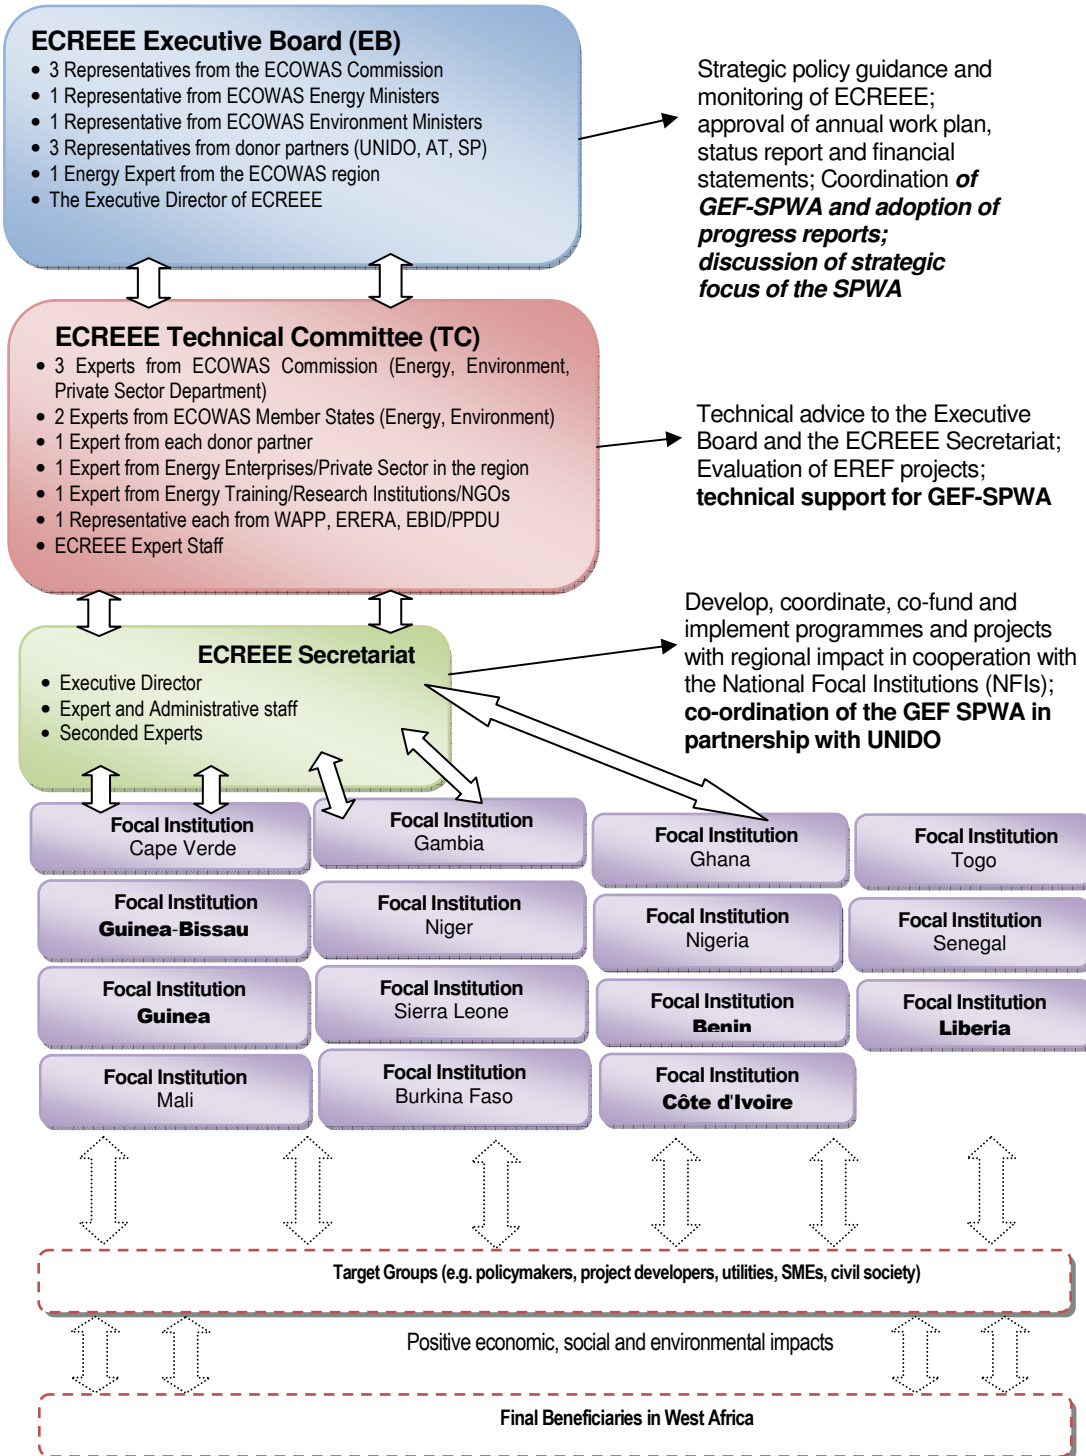 ECREEE Executive Board (EB)
• 3 Representatives from the ECOWAS Commission
• 1 Representative from ECOWAS Energy Ministers
• 1 Representative from ECOWAS Environment Ministers
• 3 Representatives from donor partners (UNIDO, AT, SP)
• 1 Energy Expert from the ECOWAS region
• The Executive Director of ECREEE
Strategic policy guidance and
monitoring of ECREEE;
approval of annual work plan,
status report and financial
statements; Coordination of
GEF-SPWA and adoption of
progress reports;
discussion of strategic
focus of the SPWA
ECREEE Technical Committee (TC)
• 3 Experts from ECOWAS Commission (Energy, Environment,
Private Sector Department)
• 2 Experts from ECOWAS Member States (Energy, Environment)
• 1 Expert from each donor partner
• 1 Expert from Energy Enterprises/Private Sector in the region
• 1 Expert from Energy Training/Research Institutions/NGOs
• 1 Representative each from WAPP, ERERA, EBID/PPDU
• ECREEE Expert Staff
Technical advice to the Executive
Board and the ECREEE Secretariat;
Evaluation of EREF projects;
technical support for GEF-SPWA
ECREEE Secretariat
• Executive Director
• Expert and Administrative staff
• Seconded Experts
Develop, coordinate, co-fund and
implement programmes and projects
with regional impact in cooperation with
the National Focal Institutions (NFIs);
co-ordination of the GEF SPWA in
partnership with UNIDO
Focal Institution
Cape Verde
Focal Institution
Gambia
Focal Institution
Ghana
Focal Institution
Togo
Focal Institution
Guinea-Bissau
Focal Institution
Niger
Focal Institution
Nigeria
Focal Institution
Senegal
Focal Institution
Guinea
Focal Institution
Sierra Leone
Focal Institution
Benin
Focal Institution
Liberia
Focal Institution
Mali
Focal Institution
Burkina Faso
Focal Institution
Côte d'Ivoire
Target Groups (e.g. policymakers, project developers, utilities, SMEs, civil society)
Positive economic, social and environmental impacts
Final Beneficiaries in West Africa